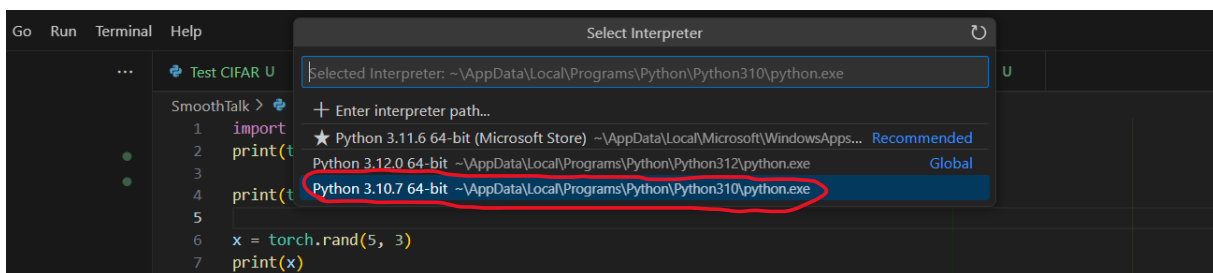 Go Run Terminal Help
Select Interpreter
... Test CIFAR U
Selected Interpreter: ~\AppData\Local\Programs\Python\Python310\python.exe
U
SmoothTalk >
+ Enter interpreter path...
1 import
★ Python 3.11.6 64-bit (Microsoft Store) ~\AppData\Local\Microsoft\WindowsApps... Recommended
2 print(t
Python 3.12.0 64-bit ~\AppData\Local\Programs\Python\Python312\python.exe Global
3
Python 3.10.7 64-bit ~\AppData\Local\Programs\Python\Python310\python.exe
4 print(t
5
6 x = torch.rand(5, 3)
7 print(x)